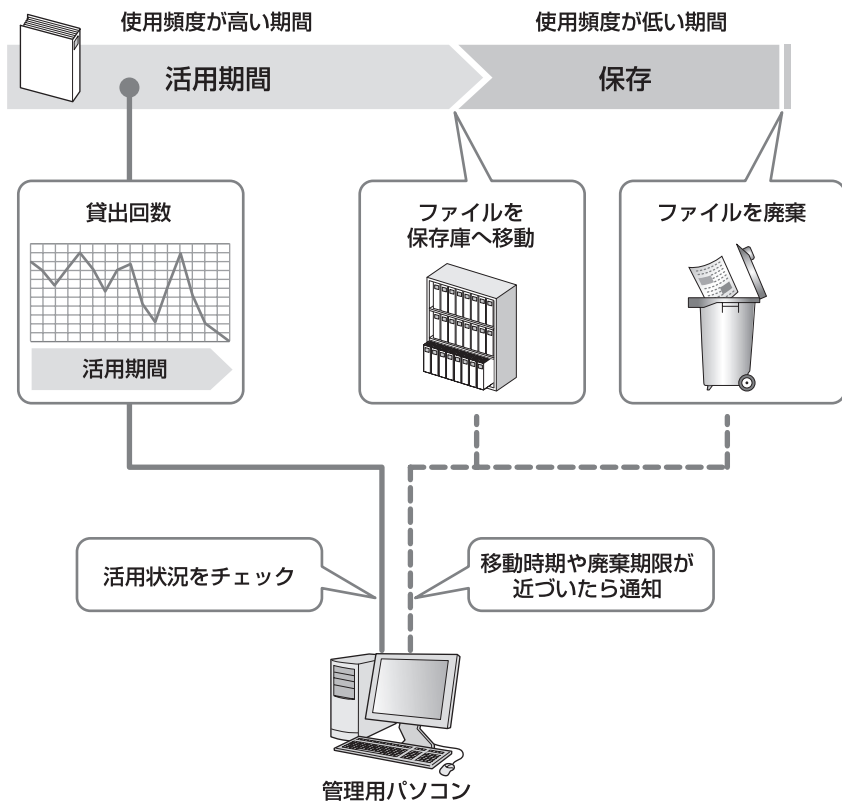 使用頻度が高い期間
使用頻度が低い期間
活用期間
保存
貸出回数
活用期間
ファイルを
保存庫へ移動
ファイルを廃棄
活用状況をチェック
移動時期や廃棄期限が
近づいたら通知
管理用パソコン